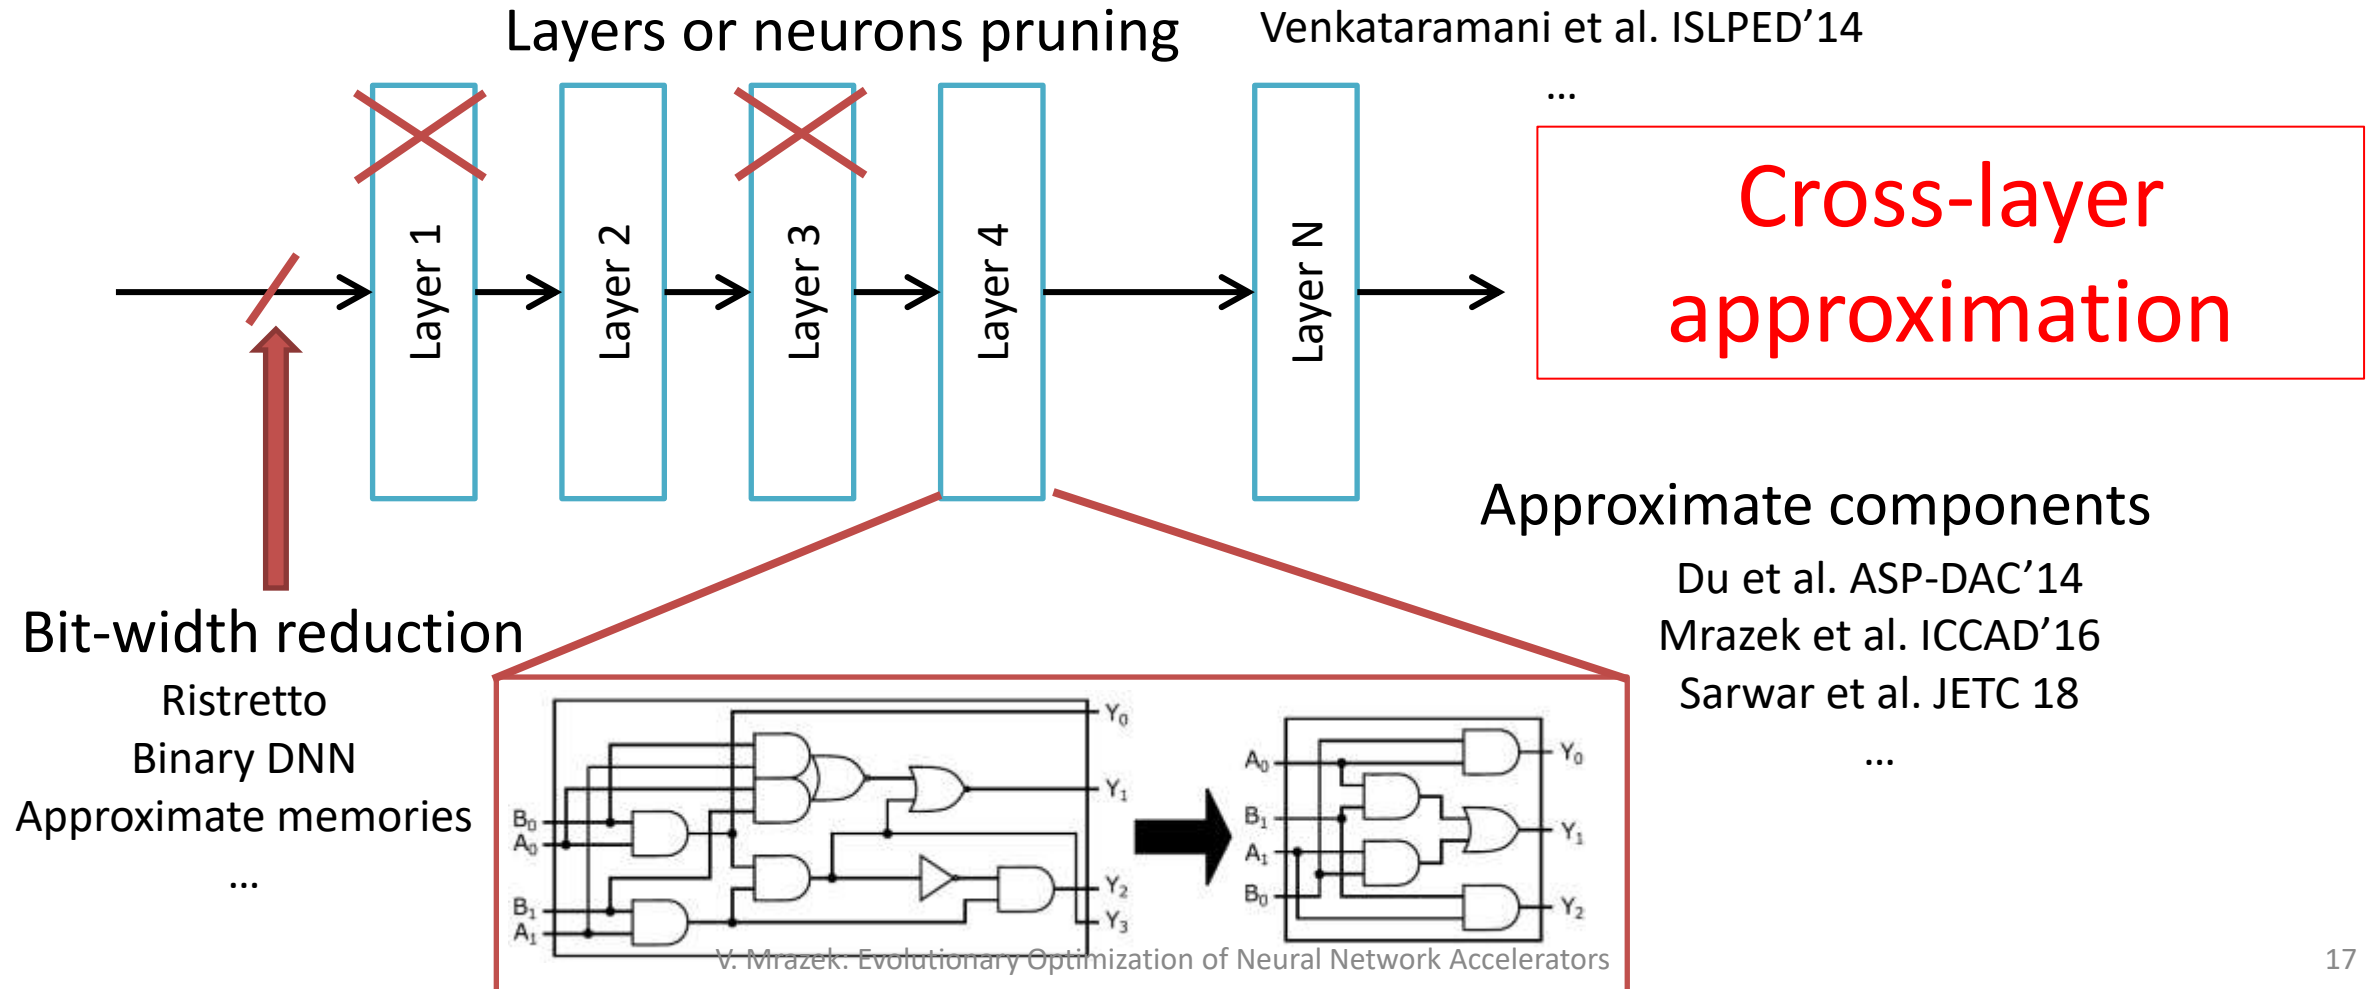 Layers or neurons pruning
Venkataramani et al. ISLPED’14
...
Layer 1
Layer 2
Layer 3
Layer 4
Layer N
Cross-layer
approximation
Approximate components
Du et al. ASP-DAC’14
Mrazek et al. ICCAD’16
Sarwar et al. JETC 18
...
Bit-width reduction
Ristretto
Binary DNN
Approximate memories
...
B₀
A₀
B₁
A₁
Y₀
Y₁
Y₂
Y₃
A₀
B₁
A₁
B₀
Y₀
Y₁
Y₂
V. Mrazek: Evolutionary Optimization of Neural Network Accelerators
17